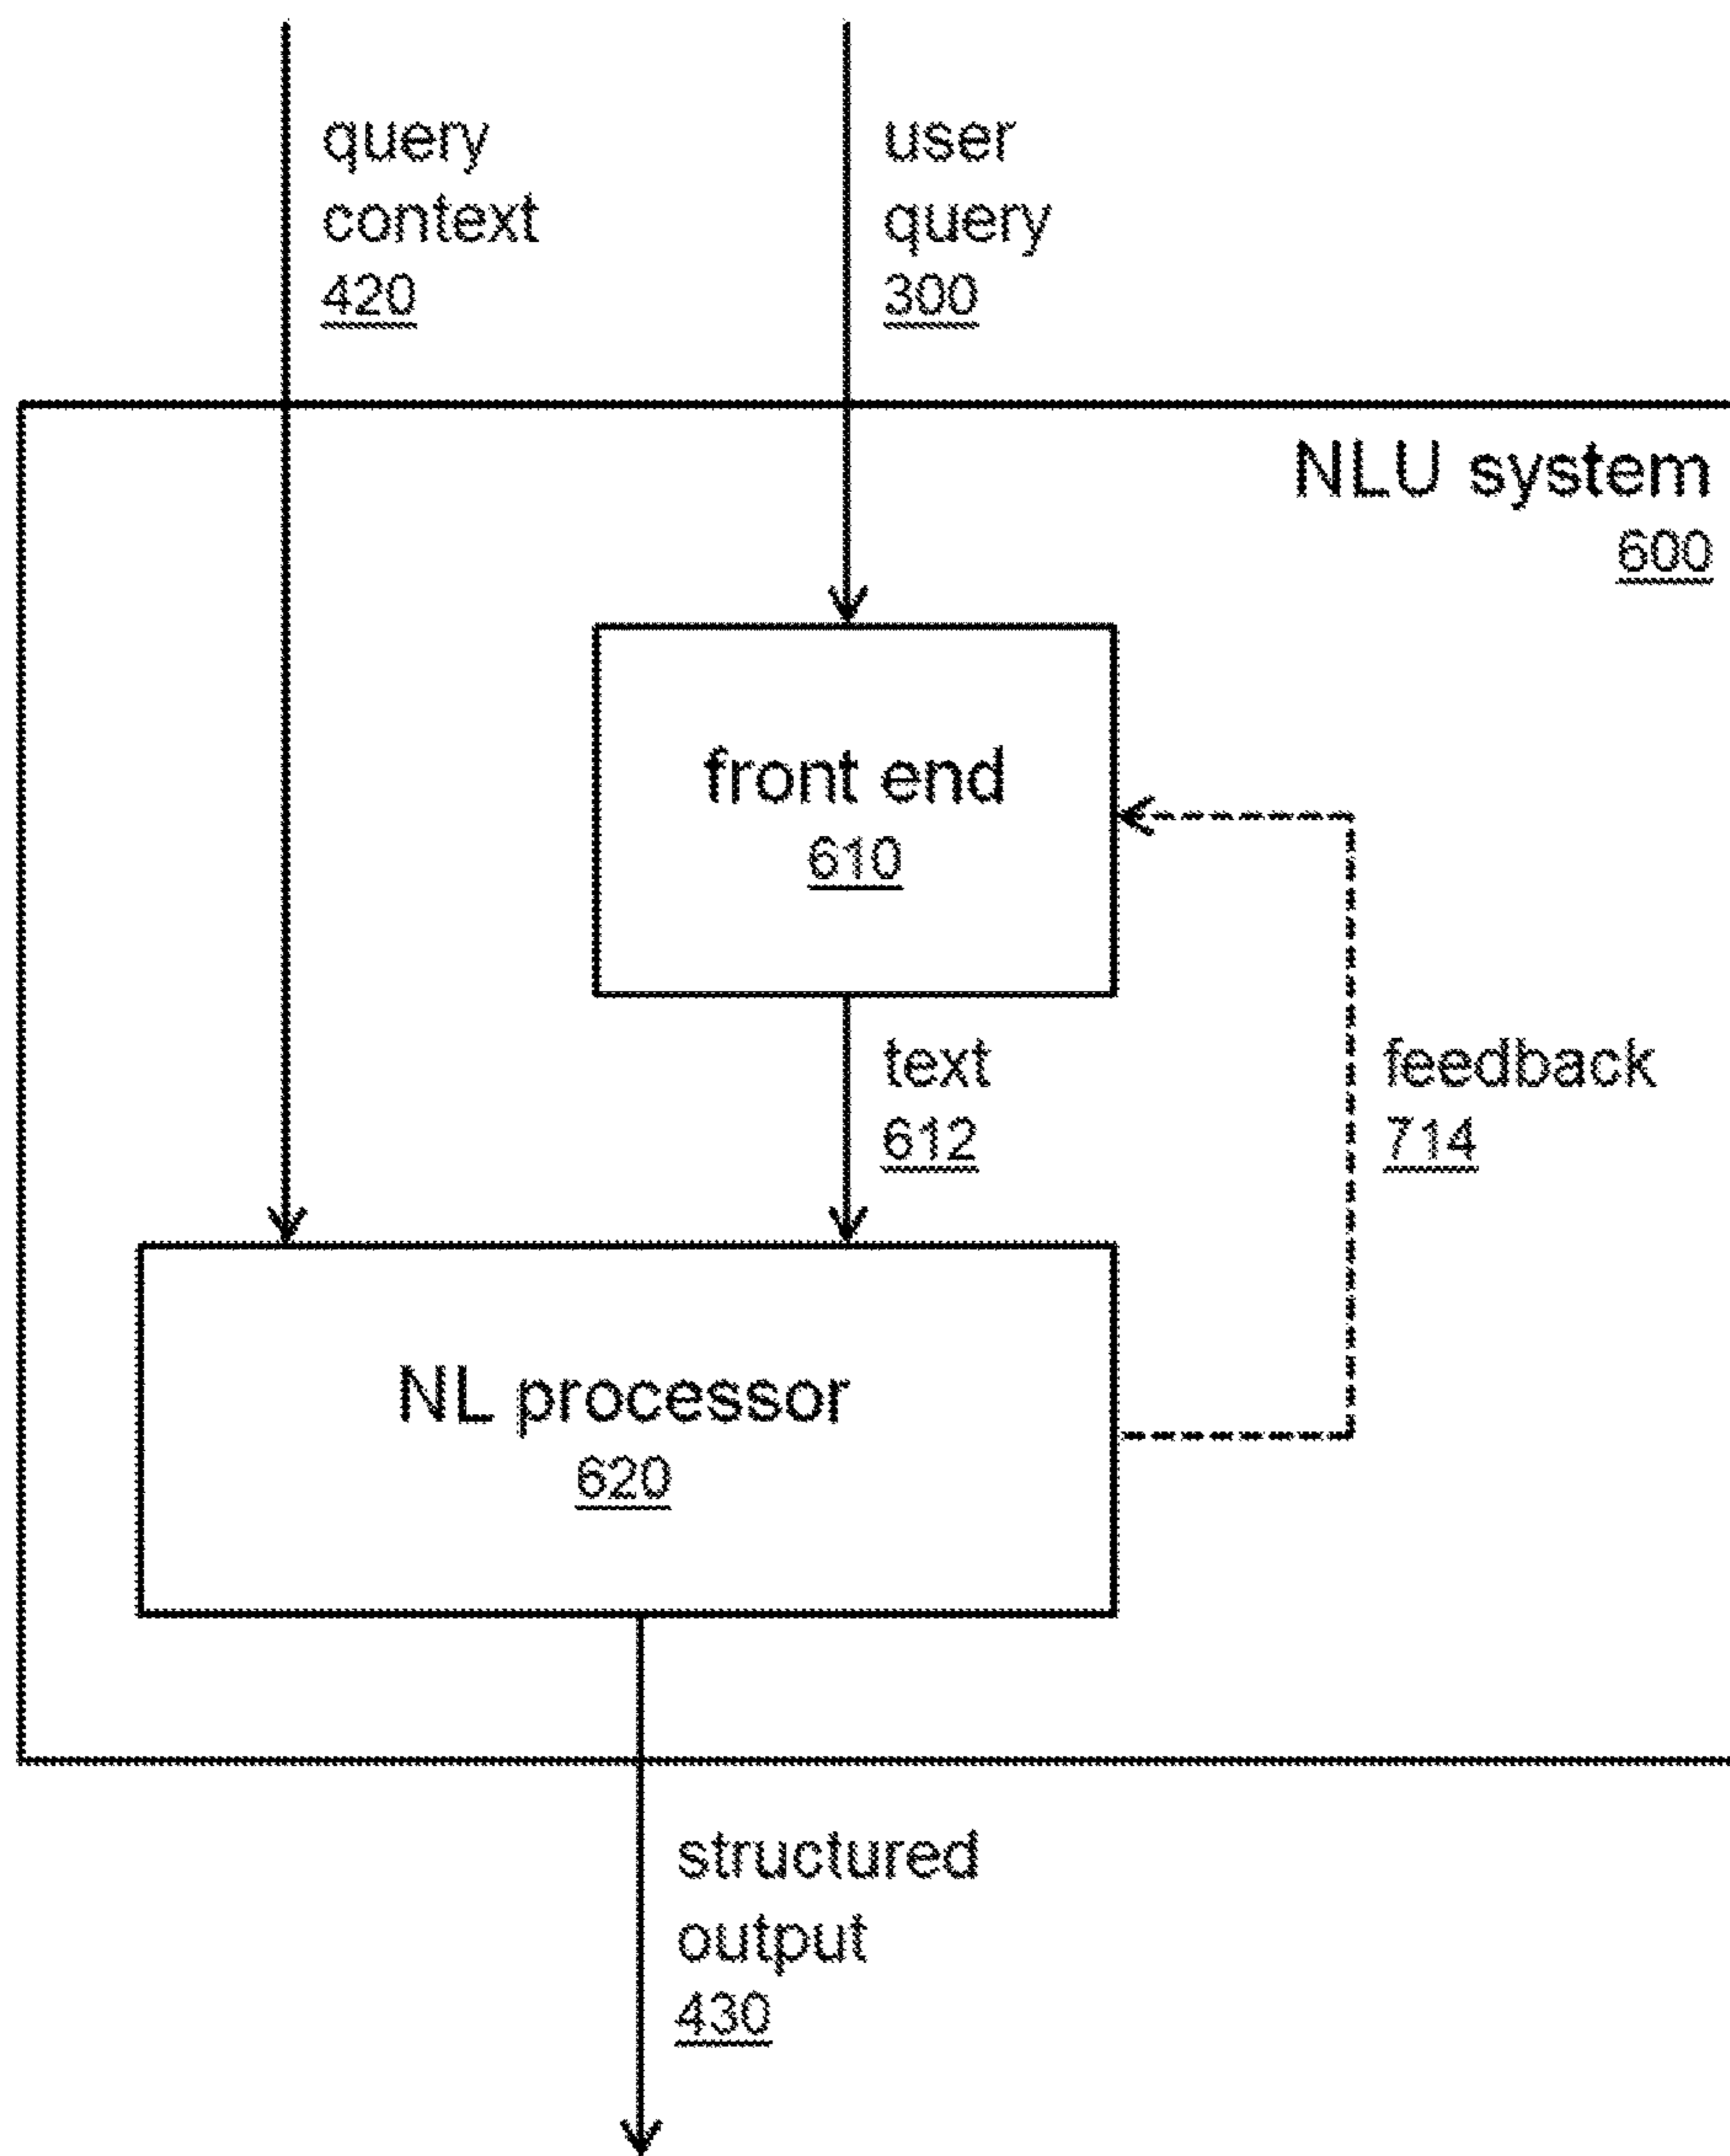 query
context
420
user
query
300
NLU system
600
front end
610
text
612
feedback
714
NL processor
620
structured
output
430